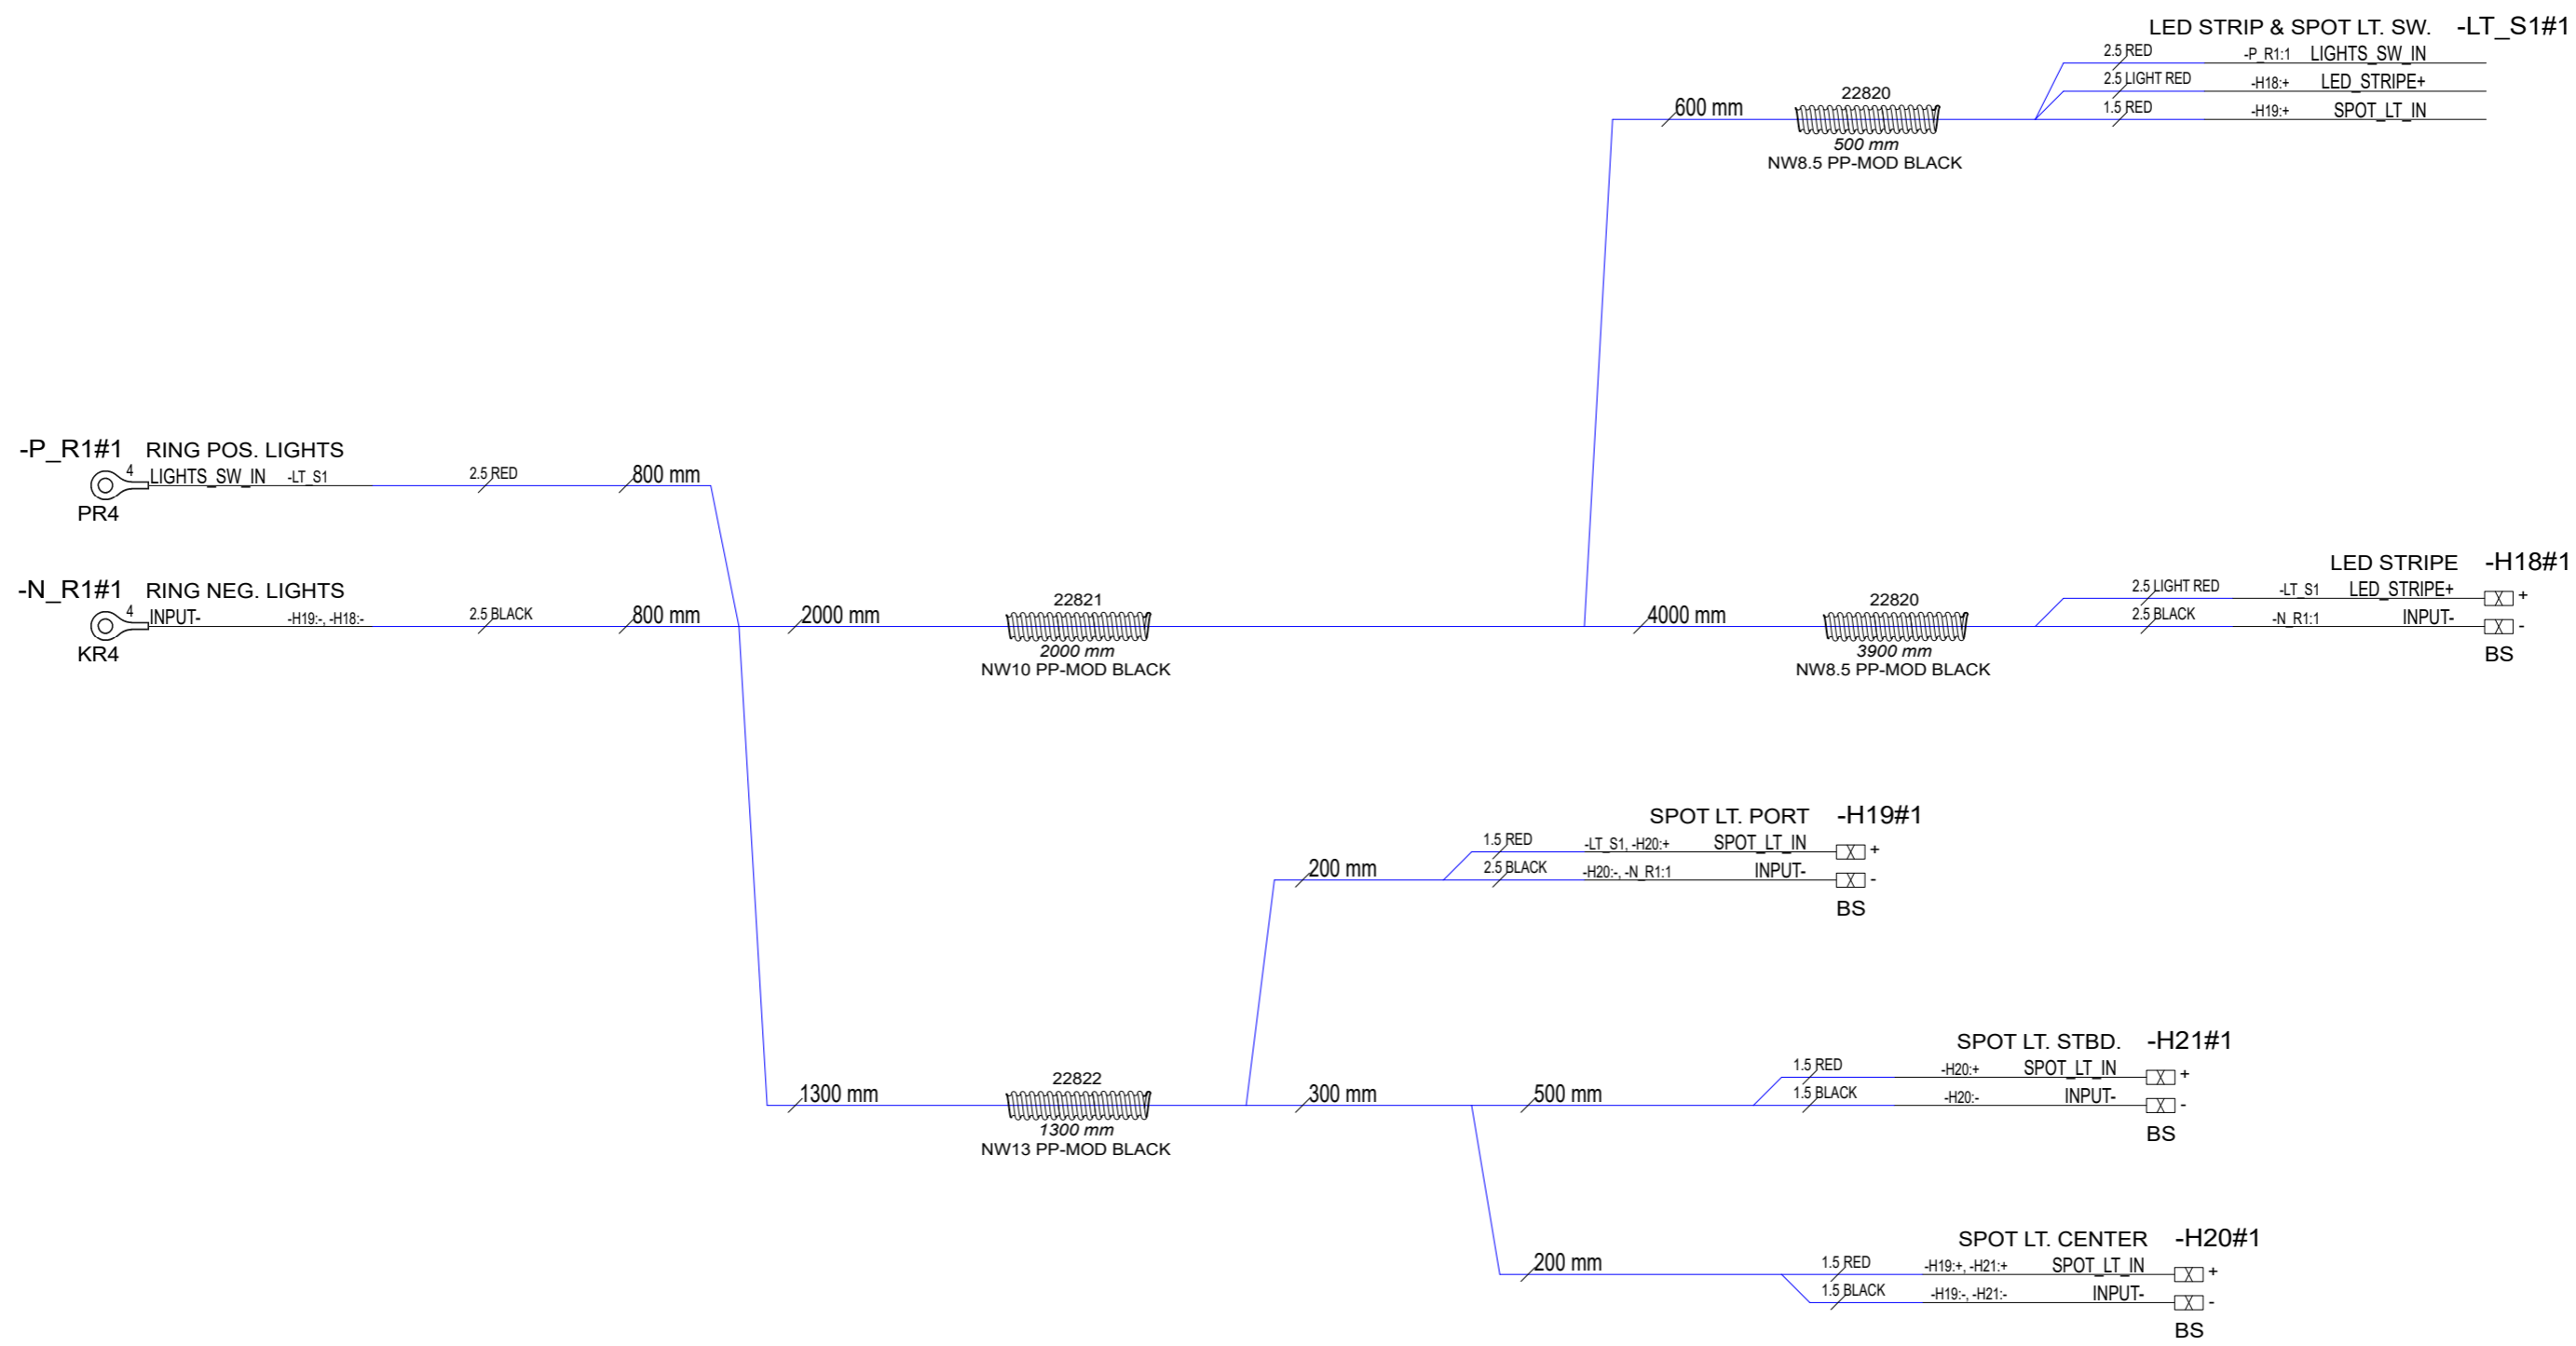 LED STRIP & SPOT LT. SW. -LT_S1#1
2.5 RED -P_R1:1 LIGHTS_SW_IN
2.5 LIGHT RED -H18:+ LED_STRIPE+
1.5 RED -H19:+ SPOT_LT_IN
600 mm
22820
500 mm
NW8.5 PP-MOD BLACK
-P_R1#1 RING POS. LIGHTS
4 LIGHTS_SW_IN -LT_S1 2.5 RED 800 mm
PR4
-N_R1#1 RING NEG. LIGHTS
4 INPUT- -H19:-, -H18:- 2.5 BLACK 800 mm
KR4
2000 mm
22821
2000 mm
NW10 PP-MOD BLACK
4000 mm
22820
3900 mm
NW8.5 PP-MOD BLACK
LED STRIPE -H18#1
2.5 LIGHT RED -LT_S1 LED_STRIPE+ X +
2.5 BLACK -N_R1:1 INPUT- X -
BS
SPOT LT. PORT -H19#1
200 mm
1.5 RED -LT_S1, -H20:+ SPOT_LT_IN X +
2.5 BLACK -H20:-, -N_R1:1 INPUT- X -
BS
1300 mm
22822
1300 mm
NW13 PP-MOD BLACK
300 mm
500 mm
SPOT LT. STBD. -H21#1
1.5 RED -H20:+ SPOT_LT_IN X +
1.5 BLACK -H20:- INPUT- X -
BS
200 mm
SPOT LT. CENTER -H20#1
1.5 RED -H19:+, -H21:+ SPOT_LT_IN X +
1.5 BLACK -H19:-, -H21:- INPUT- X -
BS